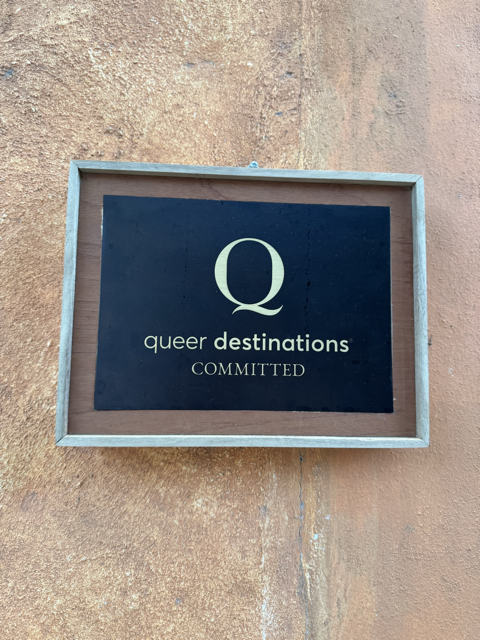 Q
queer destinations
COMMITTED